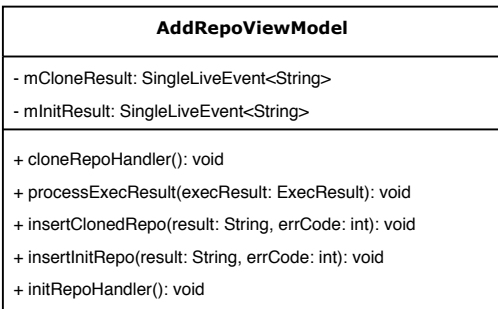 AddRepoViewModel
- mCloneResult: SingleLiveEvent<String>
- mInitResult: SingleLiveEvent<String>
+ cloneRepoHandler(): void
+ processExecResult(execResult: ExecResult): void
+ insertClonedRepo(result: String, errCode: int): void
+ insertInitRepo(result: String, errCode: int): void
+ initRepoHandler(): void